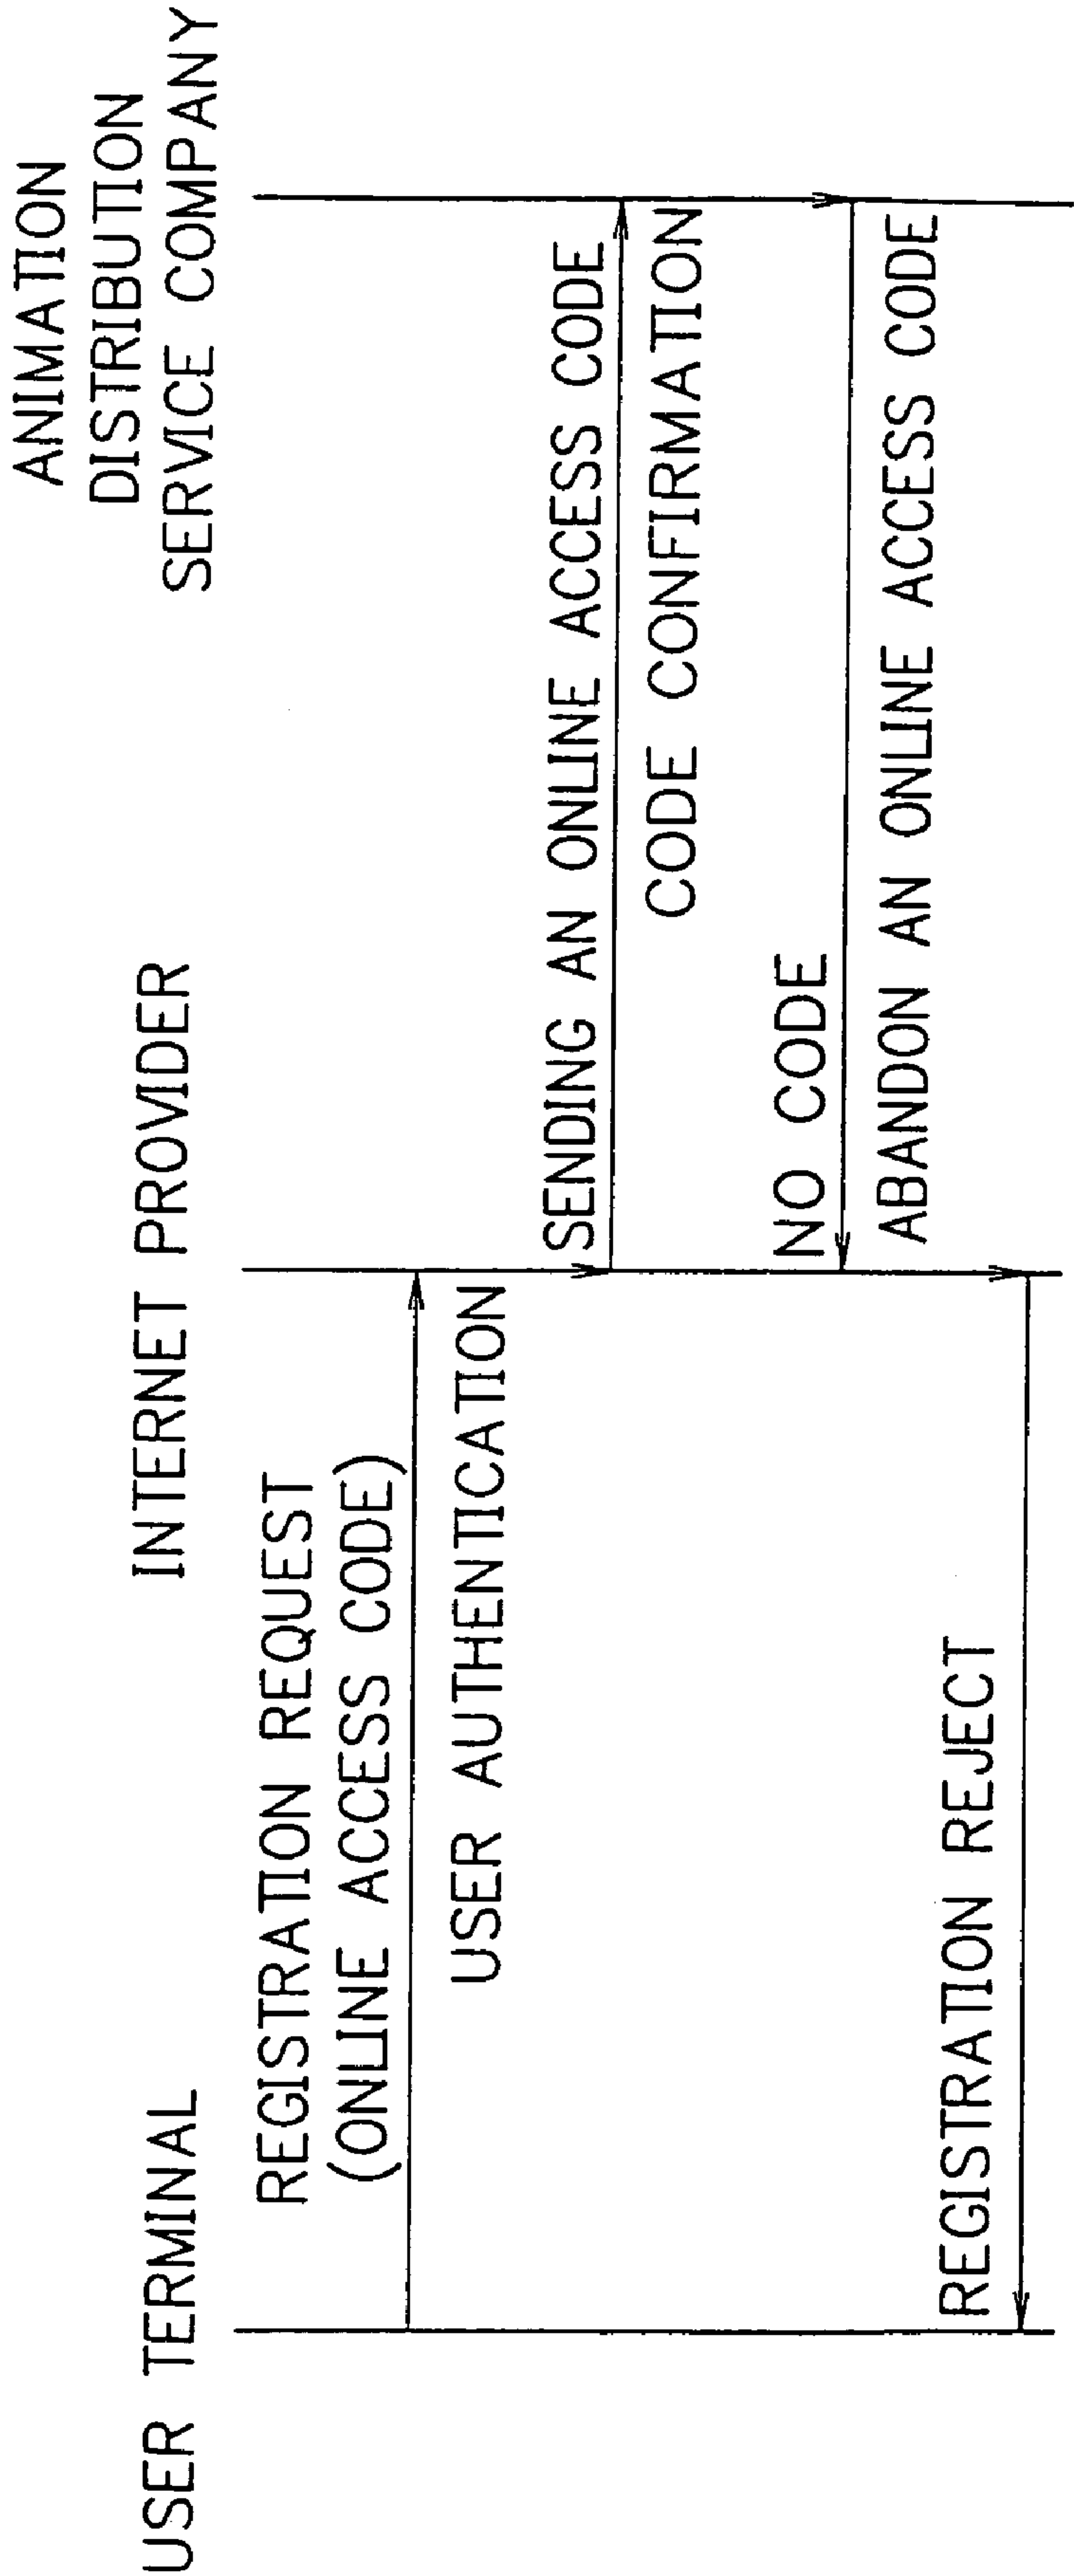 USER TERMINAL
INTERNET PROVIDER
ANIMATION
DISTRIBUTION
SERVICE COMPANY
REGISTRATION REQUEST
(ONLINE ACCESS CODE)
USER AUTHENTICATION
SENDING AN ONLINE ACCESS CODE
CODE CONFIRMATION
NO CODE
ABANDON AN ONLINE ACCESS CODE
REGISTRATION REJECT